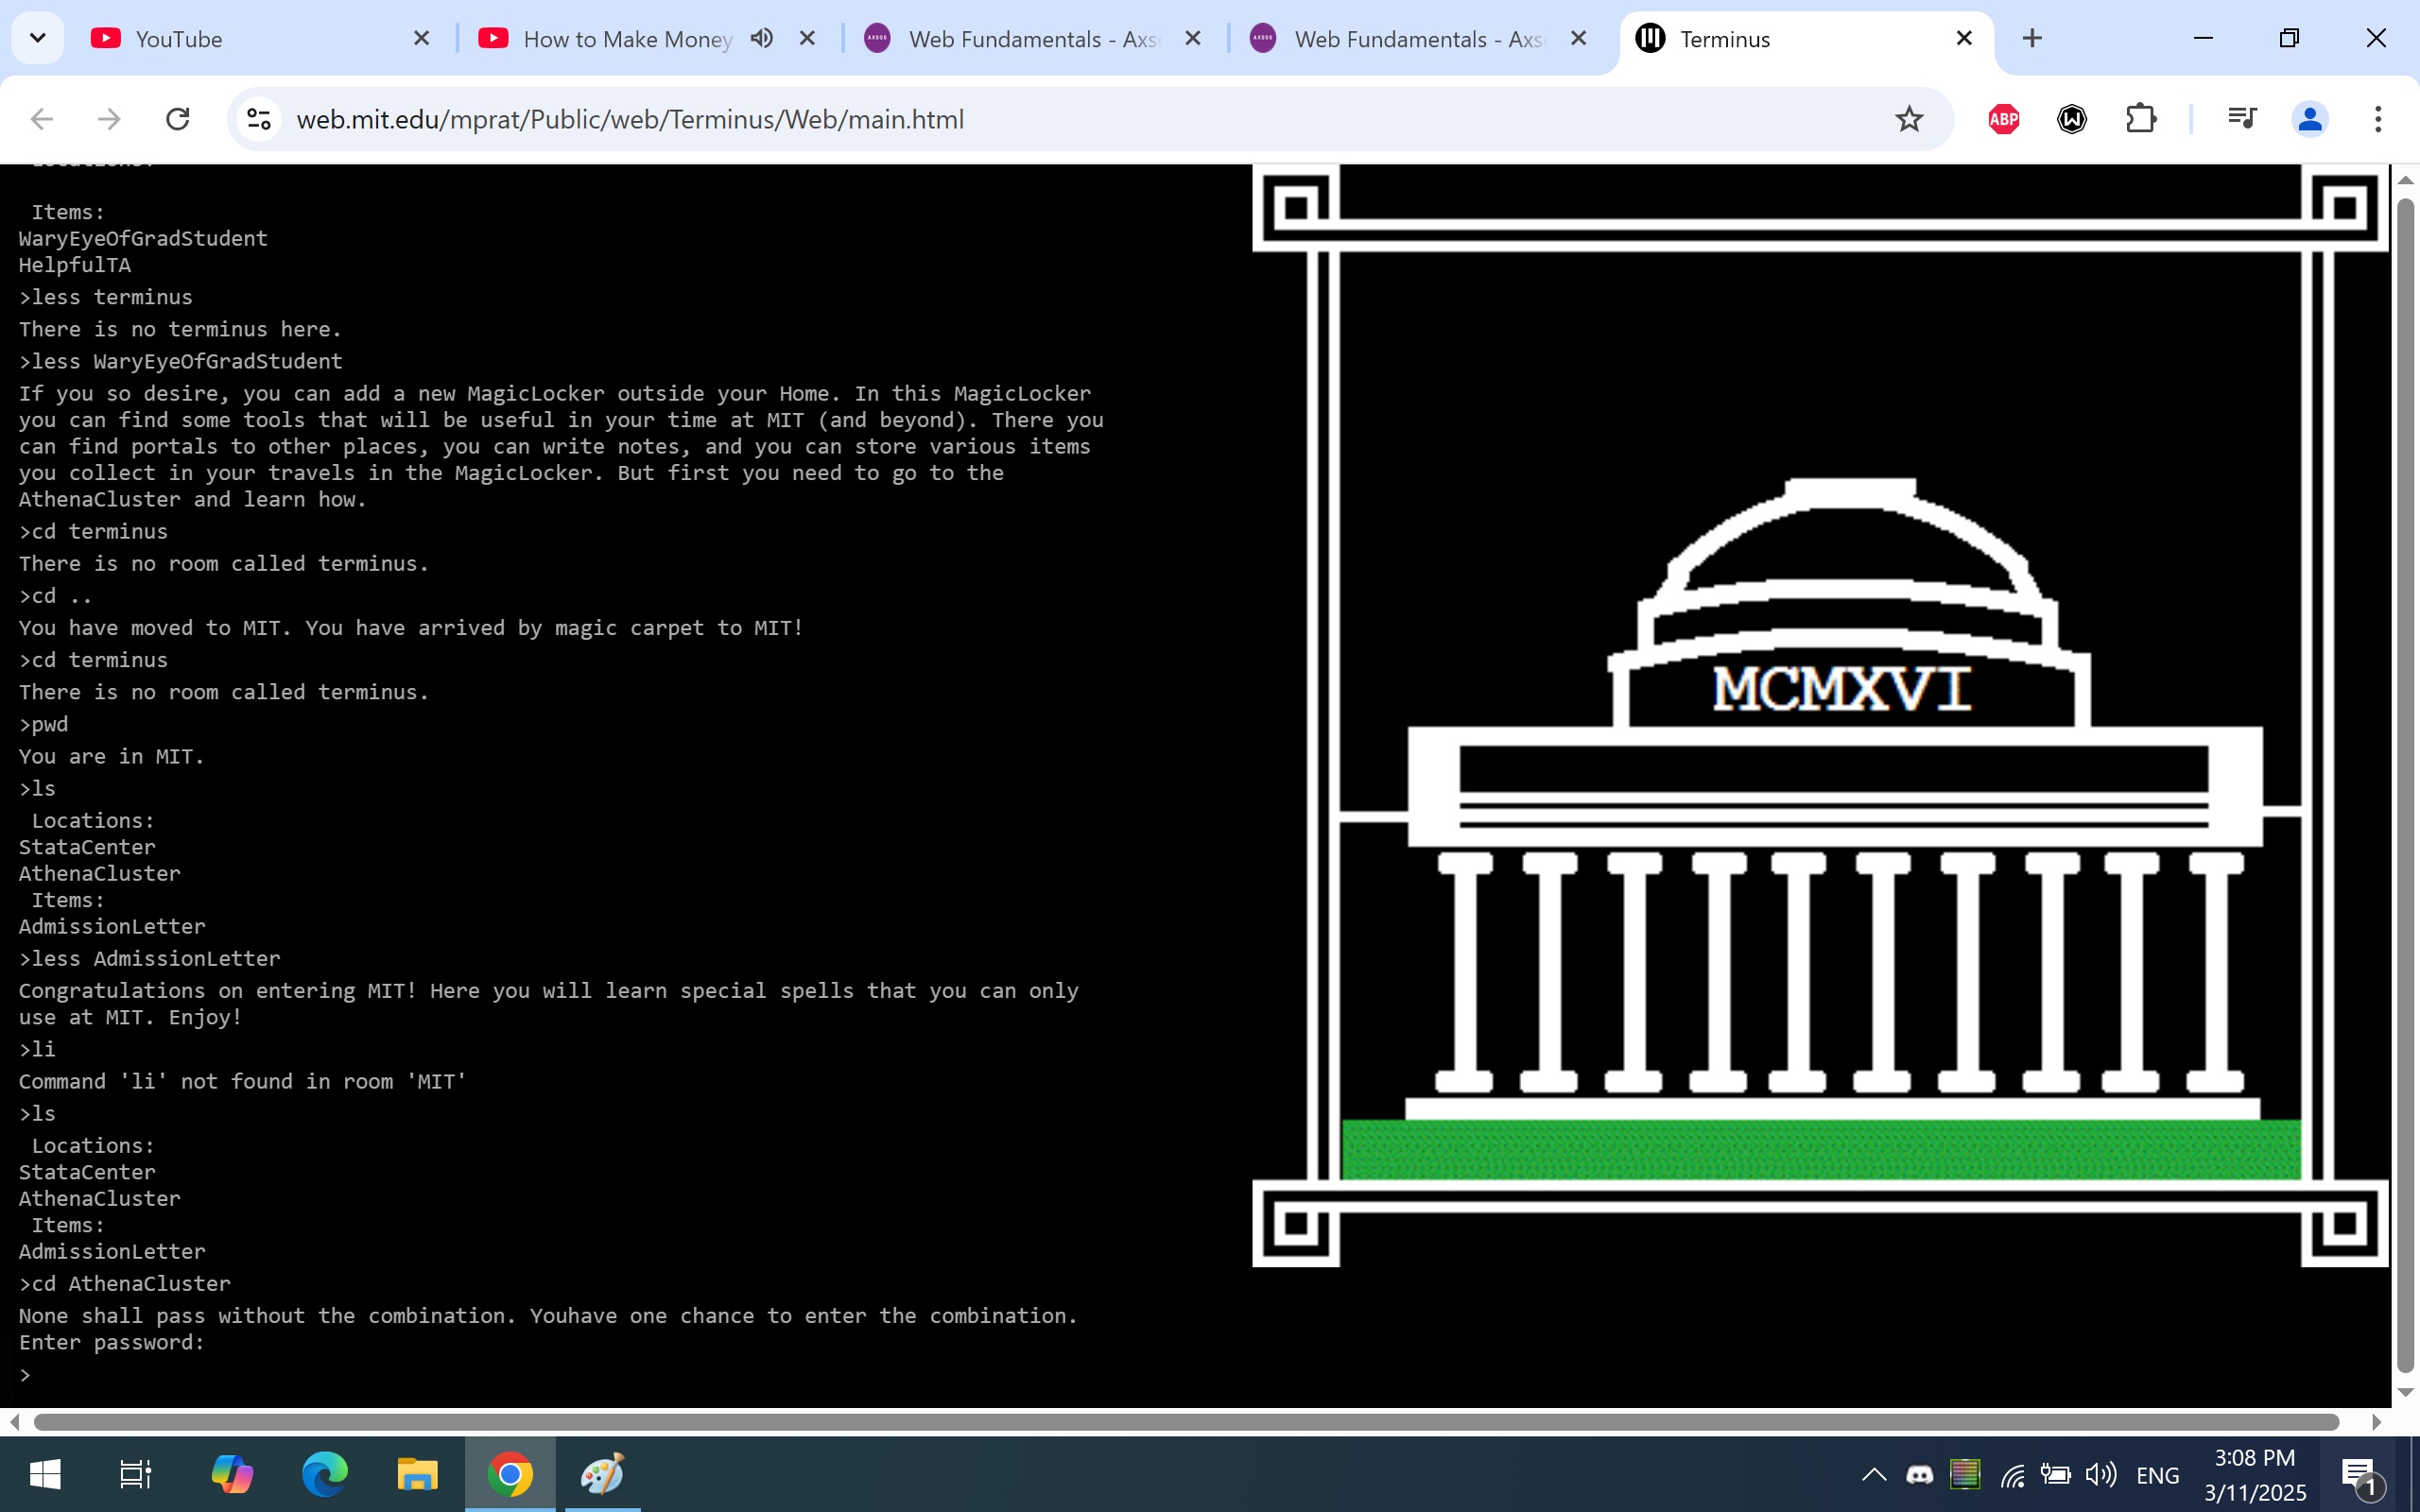 YouTube
How to Make Money
Web Fundamentals - Axs
Web Fundamentals - Axs
Terminus
web.mit.edu/mprat/Public/web/Terminus/Web/main.html
ABP
Items:
WaryEyeOfGradStudent
HelpfulTA
>less terminus
There is no terminus here.
>less WaryEyeOfGradStudent
If you so desire, you can add a new MagicLocker outside your Home. In this MagicLocker
you can find some tools that will be useful in your time at MIT (and beyond). There you
can find portals to other places, you can write notes, and you can store various items
you collect in your travels in the MagicLocker. But first you need to go to the
AthenaCluster and learn how.
>cd terminus
There is no room called terminus.
>cd ..
You have moved to MIT. You have arrived by magic carpet to MIT!
>cd terminus
There is no room called terminus.
>pwd
You are in MIT.
>ls
Locations:
StataCenter
AthenaCluster
Items:
AdmissionLetter
>less AdmissionLetter
Congratulations on entering MIT! Here you will learn special spells that you can only
use at MIT. Enjoy!
>li
Command 'li' not found in room 'MIT'
>ls
Locations:
StataCenter
AthenaCluster
Items:
AdmissionLetter
>cd AthenaCluster
None shall pass without the combination. Youhave one chance to enter the combination.
Enter password:
>
MCMXVI
ENG
3:08 PM
3/11/2025
1